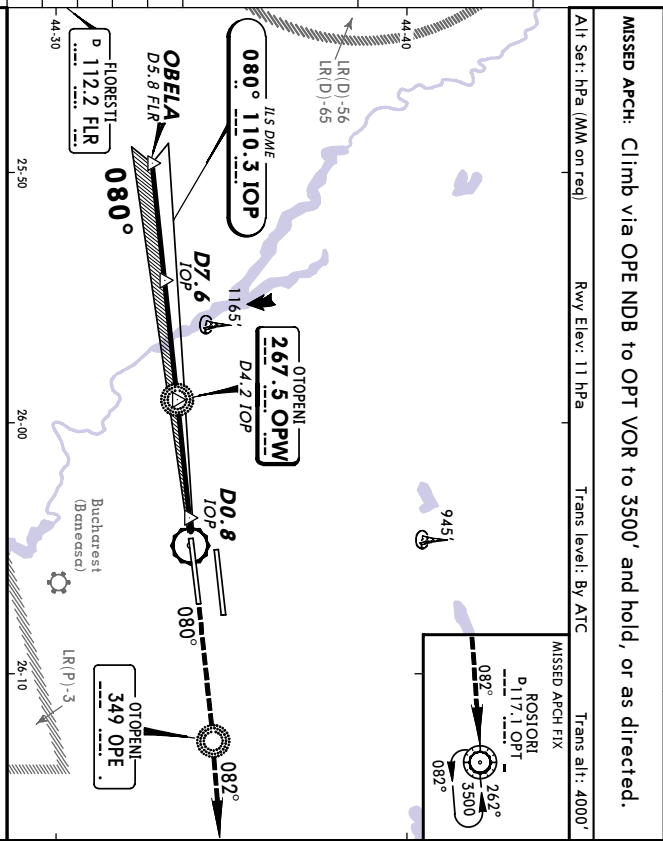 MISSED APCH: Climb via OPE NDB to OPT VOR to 3500' and hold, or as directed.
Alt Set: hPa (MM on req)
Rwy Elev: 11 hPa
Trans level: By ATC
Trans alt: 4000'
MISSED APCH FIX
ROSIORI
D 117.1 OPT
082°
262°
3500
082°
44-40
LR(D)-56
LR(D)-65
945'
1165'
ILS DME
080° 110.3 IOP
OTOPENI
267.5 OPW
D4.2 IOP
D7.6
IOP
D0.8
IOP
OBELA
D5.8 FLR
080°
080°
082°
FLORESTI
D 112.2 FLR
OTOPENI
349 OPE
Bucharest
(Baneasa)
LR(P)-3
44-30
25-50
26-00
26-10